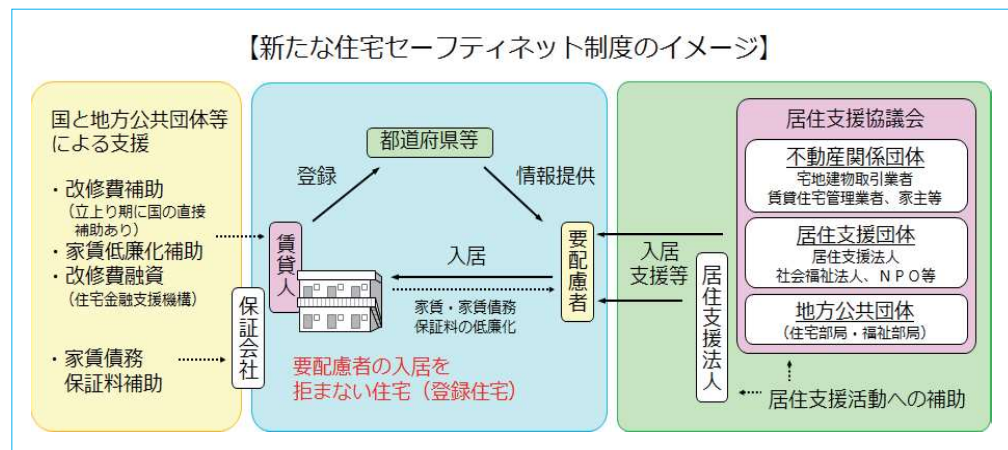 【新たな住宅セーフティネット制度のイメージ】
国と地方公共団体等
による支援
・改修費補助
（立上り期に国の直接
補助あり）
・家賃低廉化補助
・改修費融資
（住宅金融支援機構）
・家賃債務
保証料補助
保証会社
都道府県等
登録
情報提供
賃貸人
入居
家賃・家賃債務
保証料の低廉化
要配慮者
要配慮者の入居を
拒まない住宅（登録住宅）
入居
支援等
居住支援法人
居住支援協議会
不動産関係団体
宅地建物取引業者
賃貸住宅管理業者、家主等
居住支援団体
居住支援法人
社会福祉法人、ＮＰＯ等
地方公共団体
（住宅部局・福祉部局）
居住支援活動への補助